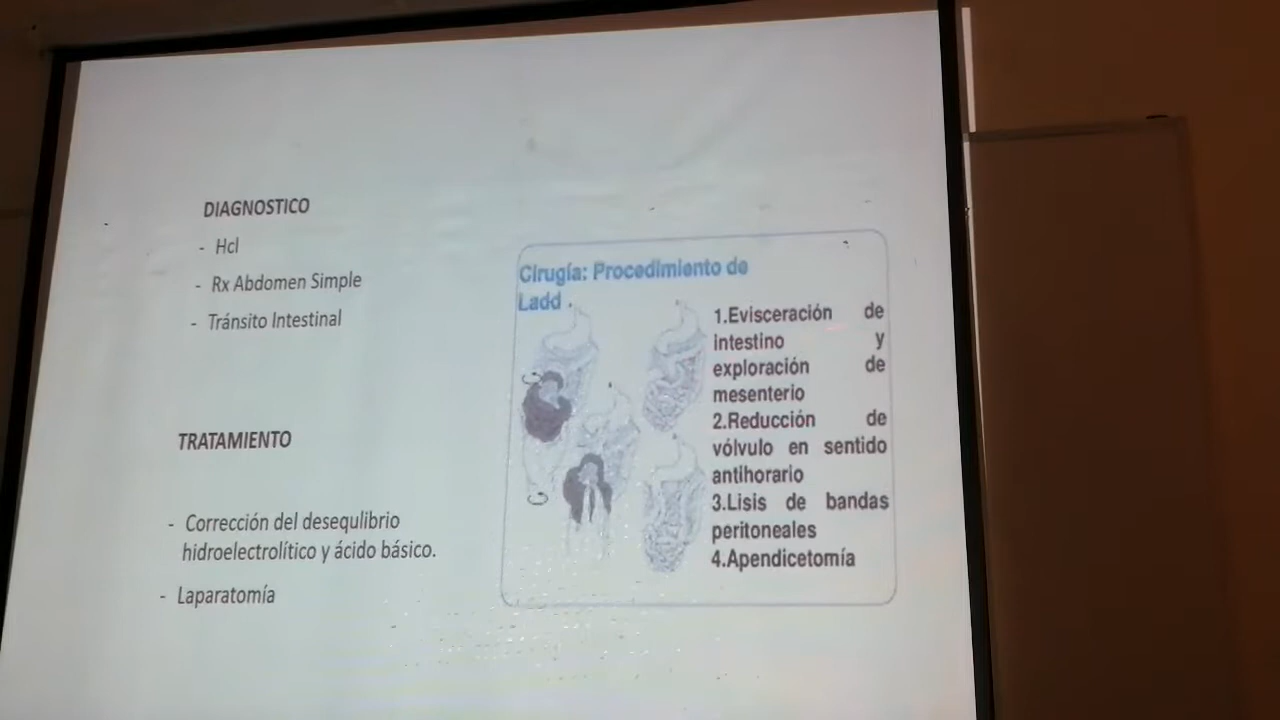 DIAGNOSTICO
- Hcl
- Rx Abdomen Simple
- Tránsito Intestinal
TRATAMIENTO
- Corrección del desequlibrio
hidroelectrolítico y ácido básico.
- Laparatomía
Cirugía: Procedimiento de
Ladd .
1.Evisceración de
intestino y
exploración de
mesenterio
2.Reducción de
vólvulo en sentido
antihorario
3.Lisis de bandas
peritoneales
4.Apendicetomía